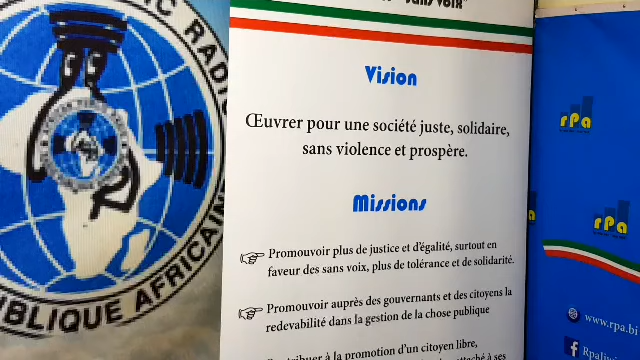 sans voix"
Vision
Œuvrer pour une société juste, solidaire,
sans violence et prospère.
Missions
Promouvoir plus de justice et d'égalité, surtout en
faveur des sans voix, plus de tolérance et de solidarité.
Promouvoir auprès des gouvernants et des citoyens la
redevabilité dans la gestion de la chose publique
à la promotion d'un citoyen libre,
attaché à ses
RADIO
BLIQUE AFRICAINE
rPa
rPa
www.rpa.bi